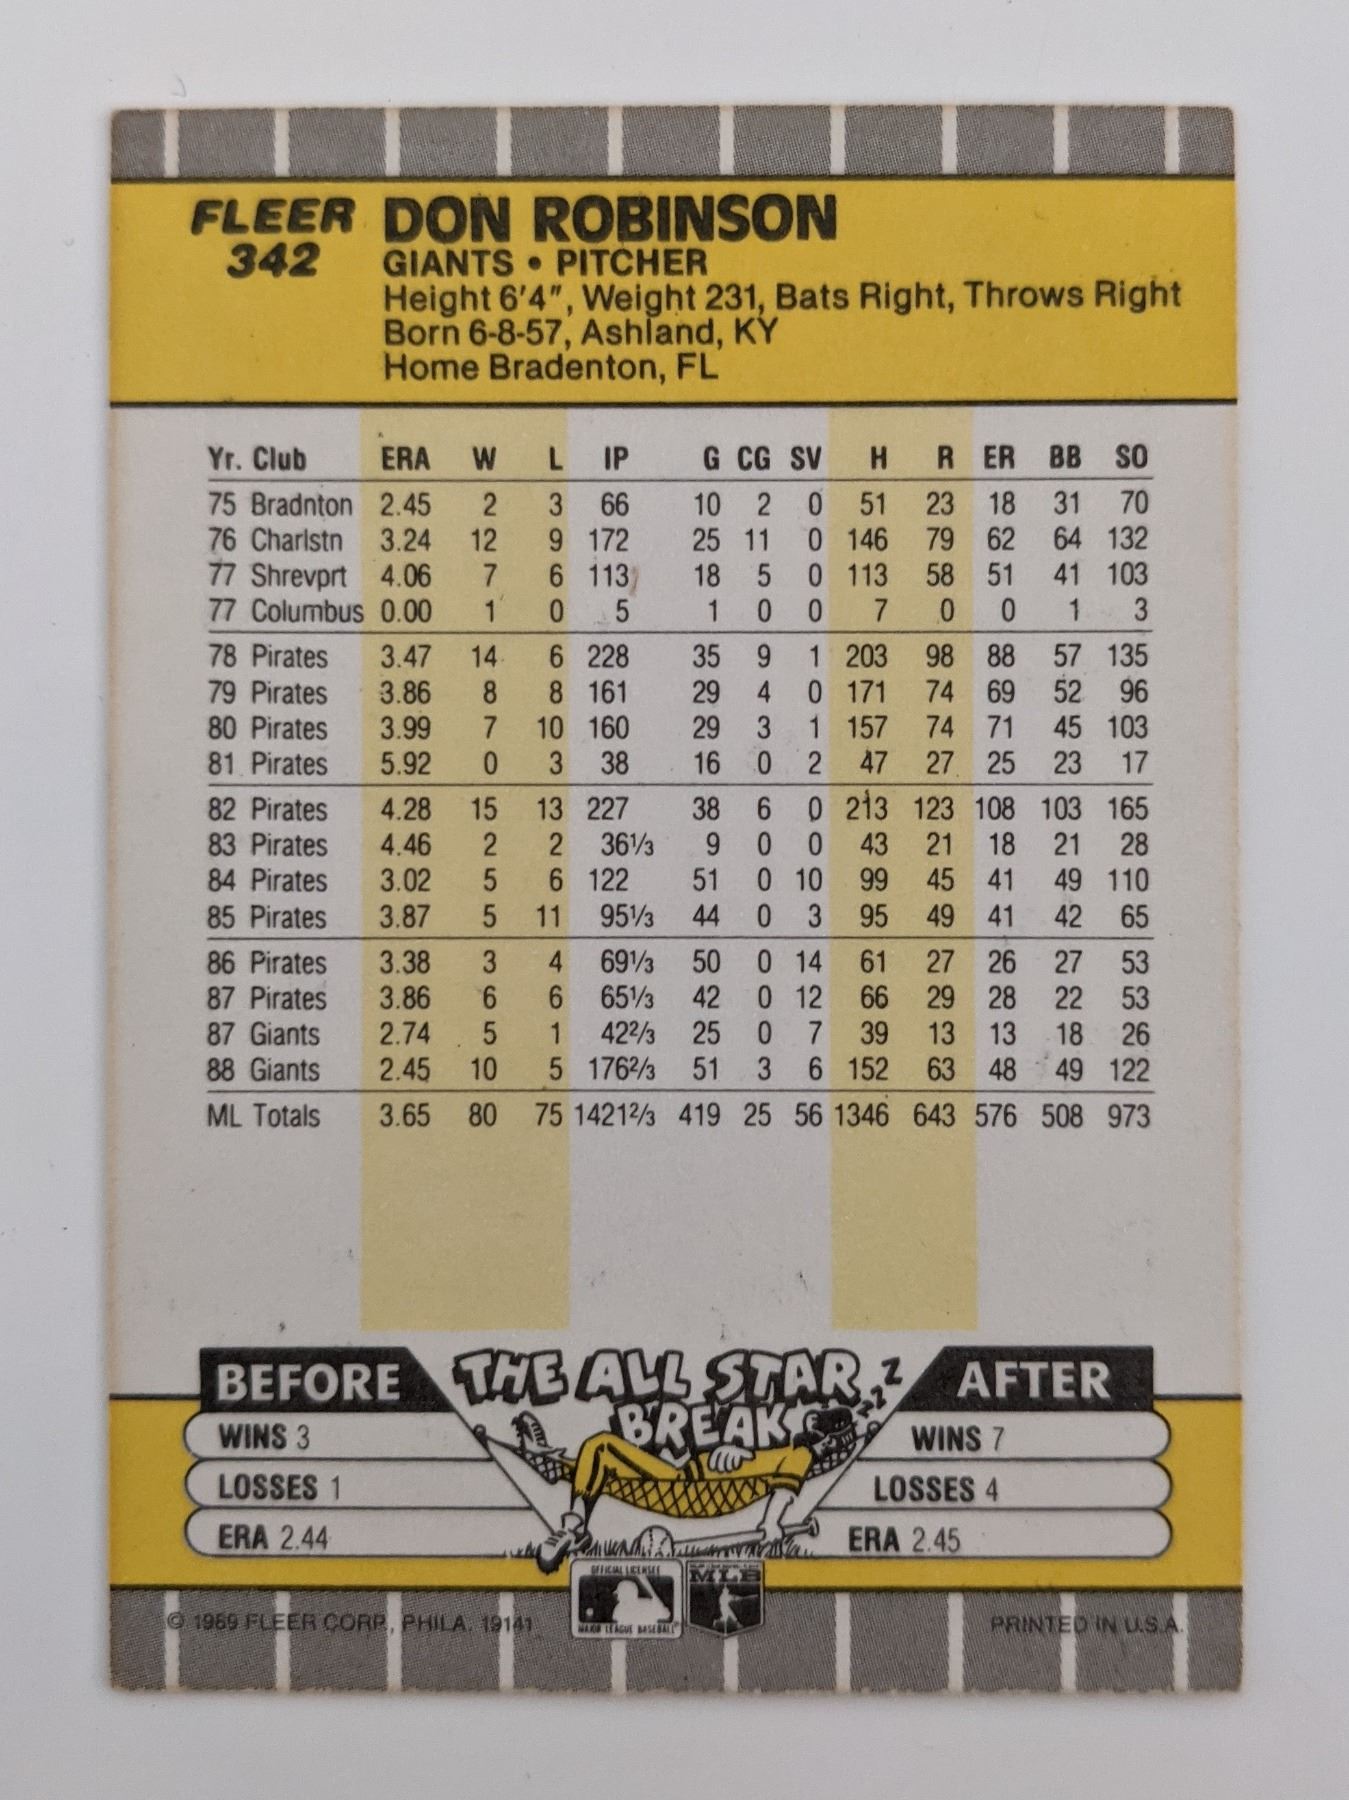 FLEER DON ROBINSON
342 GIANTS • PITCHER
Height 6'4", Weight 231, Bats Right, Throws Right
Born 6-8-57, Ashland, KY
Home Bradenton, FL
Yr. Club ERA W L IP G CG SV H R ER BB SO
75 Bradnton 2.45 2 3 66 10 2 0 51 23 18 31 70
76 Charlstn 3.24 12 9 172 25 11 0 146 79 62 64 132
77 Shrevprt 4.06 7 6 113 18 5 0 113 58 51 41 103
77 Columbus 0.00 1 0 5 1 0 0 7 0 0 1 3
78 Pirates 3.47 14 6 228 35 9 1 203 98 88 57 135
79 Pirates 3.86 8 8 161 29 4 0 171 74 69 52 96
80 Pirates 3.99 7 10 160 29 3 1 157 74 71 45 103
81 Pirates 5.92 0 3 38 16 0 2 47 27 25 23 17
82 Pirates 4.28 15 13 227 38 6 0 213 123 108 103 165
83 Pirates 4.46 2 2 36⅓ 9 0 0 43 21 18 21 28
84 Pirates 3.02 5 6 122 51 0 10 99 45 41 49 110
85 Pirates 3.87 5 11 95⅓ 44 0 3 95 49 41 42 65
86 Pirates 3.38 3 4 69⅓ 50 0 14 61 27 26 27 53
87 Pirates 3.86 6 6 65⅓ 42 0 12 66 29 28 22 53
87 Giants 2.74 5 1 42⅔ 25 0 7 39 13 13 18 26
88 Giants 2.45 10 5 176⅔ 51 3 6 152 63 48 49 122
ML Totals 3.65 80 75 1421⅔ 419 25 56 1346 643 576 508 973
BEFORE THE ALL STAR BREAK ZZZZ AFTER
WINS 3 WINS 7
LOSSES 1 LOSSES 4
ERA 2.44 ERA 2.45
OFFICIAL LICENSEE
MAJOR LEAGUE BASEBALL
MLB
© 1989 FLEER CORP., PHILA. 19141 PRINTED IN U.S.A.